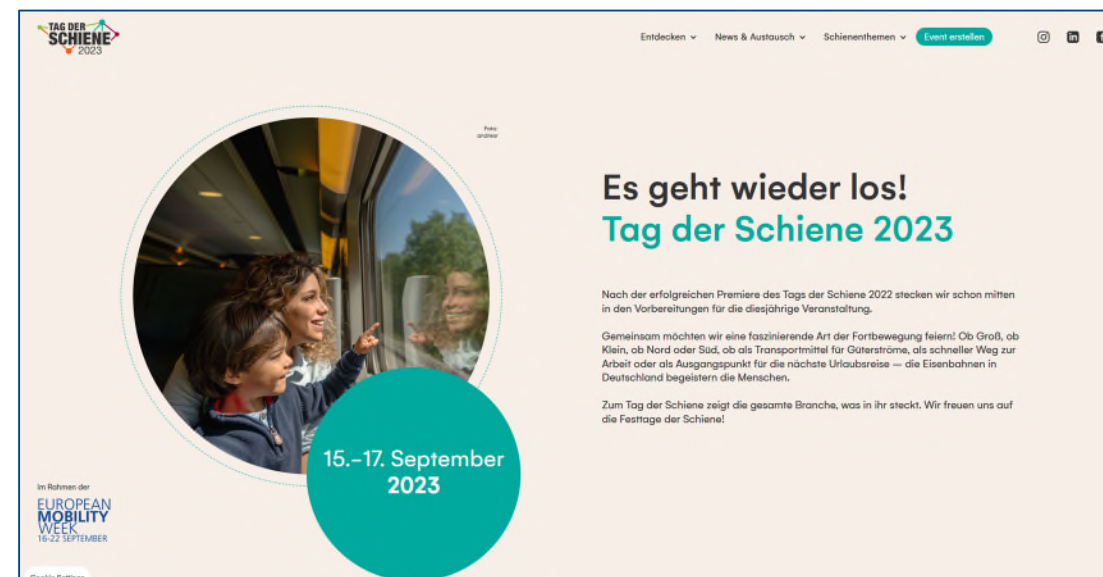 TAG DER
SCHIENE
2023
Entdecken
News & Austausch
Schienenthemen
Event erstellen
Foto:
Es geht wieder los!
Tag der Schiene 2023
Nach der erfolgreichen Premiere des Tags der Schiene 2022 stecken wir schon mitten
in den Vorbereitungen für die diesjährige Veranstaltung.
Gemeinsam möchten wir eine faszinierende Art der Fortbewegung feiern! Ob Groß, ob
Klein, ob Nord oder Süd, ob als Transportmittel für Güterströme, als schneller Weg zur
Arbeit oder als Ausgangspunkt für die nächste Urlaubsreise — die Eisenbahnen in
Deutschland begeistern die Menschen.
Zum Tag der Schiene zeigt die gesamte Branche, was in ihr steckt. Wir freuen uns auf
die Festtage der Schiene!
15.–17. September
2023
Im Rahmen der
EUROPEAN
MOBILITY
WEEK
16-22 SEPTEMBER
Cookie Settings